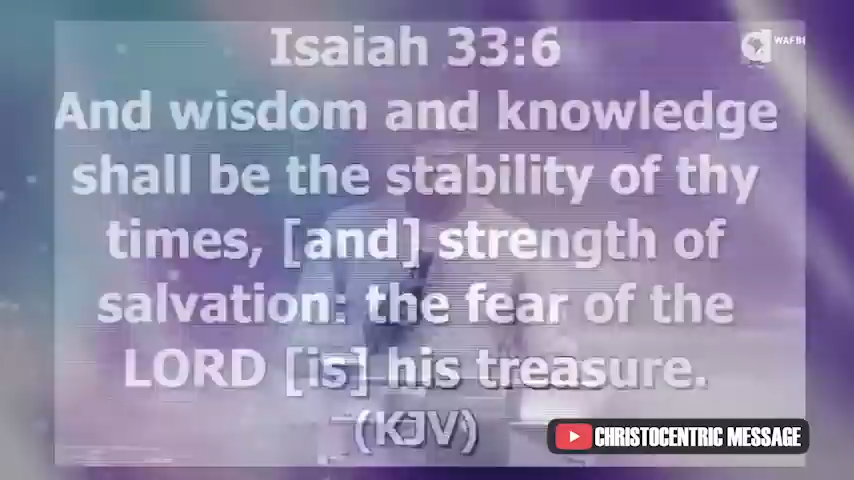 Isaiah 33:6
WAFB
And wisdom and knowledge
shall be the stability of thy
times, [and] strength of
salvation: the fear of the
LORD [is] his treasure.
(KJV)
CHRISTOCENTRIC MESSAGE